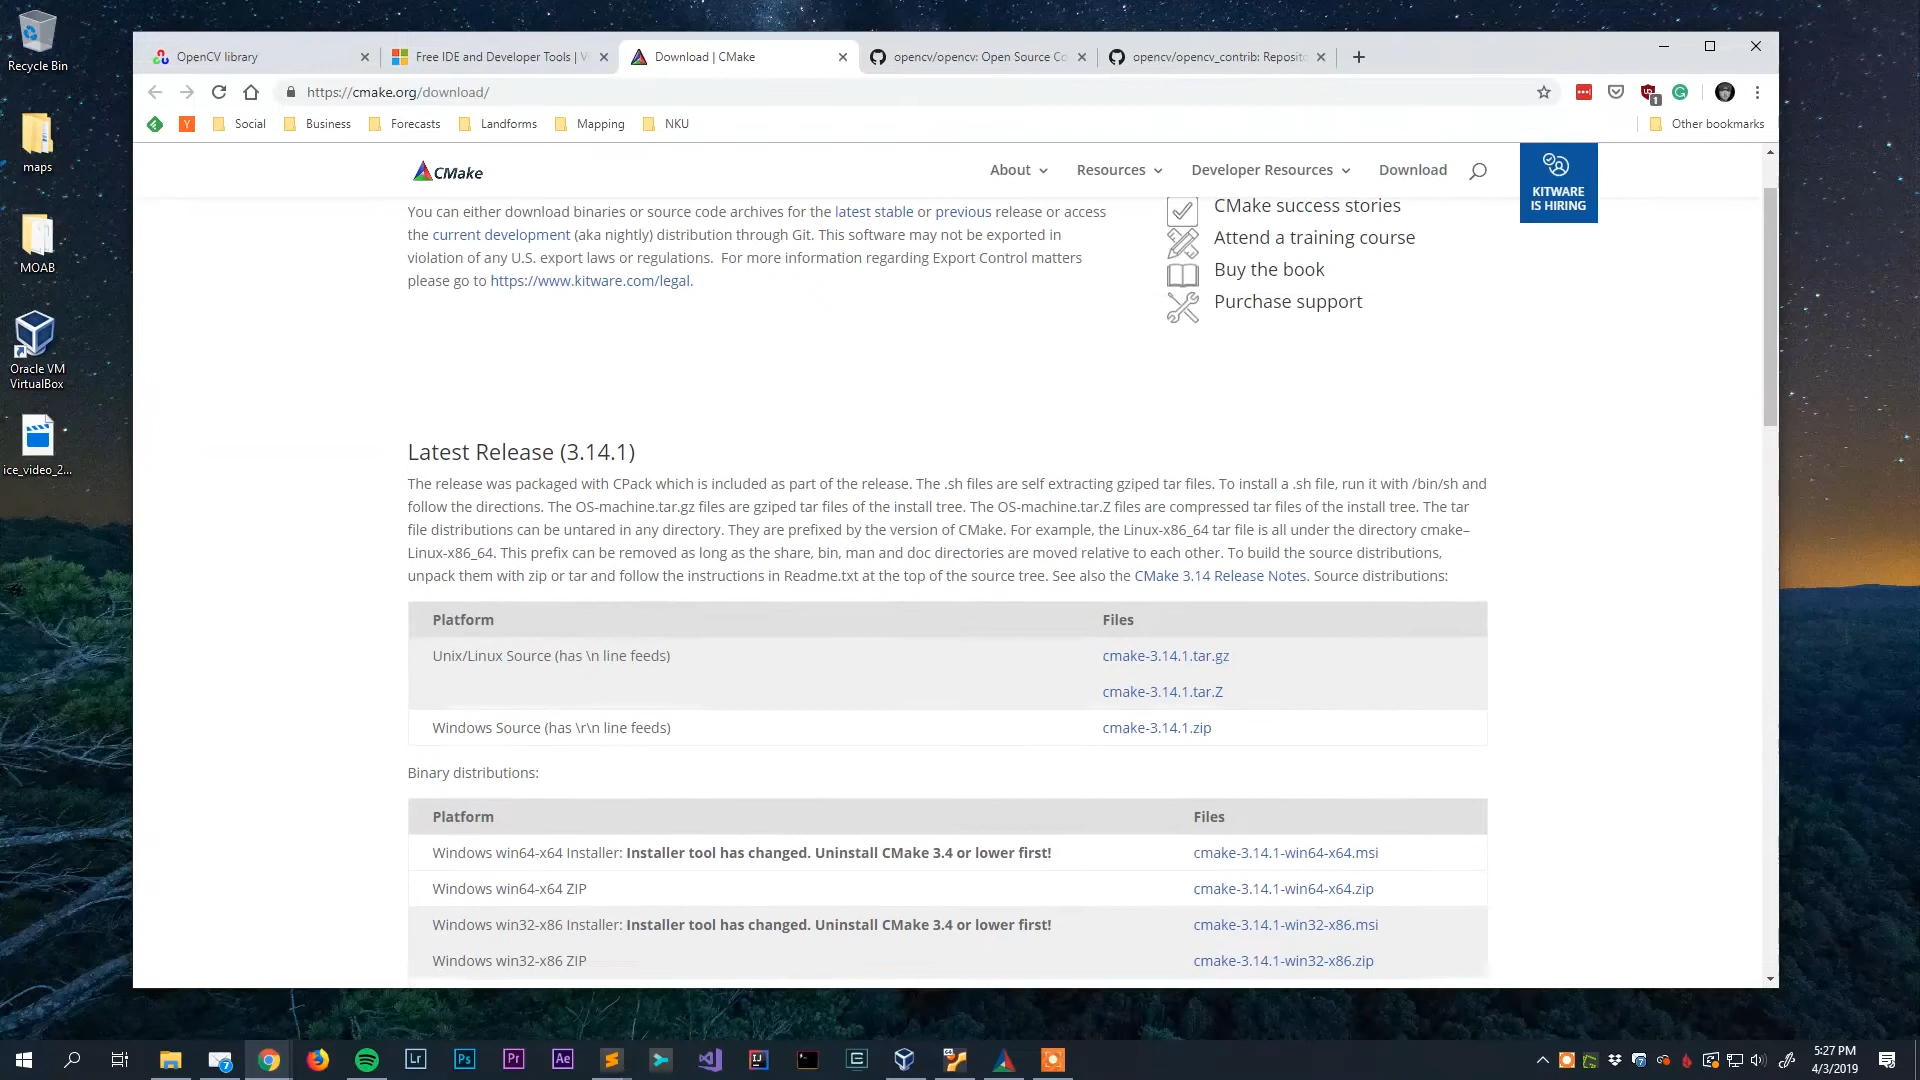 Recycle Bin
maps
MOAB
Oracle VM
VirtualBox
ice_video_2...
OpenCV library
Free IDE and Developer Tools | V
Download | CMake
opencv/opencv: Open Source Co
opencv/opencv_contrib: Reposito
https://cmake.org/download/
1
Y
Social
Business
Forecasts
Landforms
Mapping
NKU
Other bookmarks
CMake
About
Resources
Developer Resources
Download
KITWARE
IS HIRING
You can either download binaries or source code archives for the latest stable or previous release or access
the current development (aka nightly) distribution through Git. This software may not be exported in
violation of any U.S. export laws or regulations.  For more information regarding Export Control matters
please go to https://www.kitware.com/legal.
CMake success stories
Attend a training course
Buy the book
Purchase support
Latest Release (3.14.1)
The release was packaged with CPack which is included as part of the release. The .sh files are self extracting gziped tar files. To install a .sh file, run it with /bin/sh and
follow the directions. The OS-machine.tar.gz files are gziped tar files of the install tree. The OS-machine.tar.Z files are compressed tar files of the install tree. The tar
file distributions can be untared in any directory. They are prefixed by the version of CMake. For example, the Linux-x86_64 tar file is all under the directory cmake–
Linux-x86_64. This prefix can be removed as long as the share, bin, man and doc directories are moved relative to each other. To build the source distributions,
unpack them with zip or tar and follow the instructions in Readme.txt at the top of the source tree. See also the CMake 3.14 Release Notes. Source distributions:
Platform Files
Unix/Linux Source (has \n line feeds) cmake-3.14.1.tar.gz
cmake-3.14.1.tar.Z
Windows Source (has \r\n line feeds) cmake-3.14.1.zip
Binary distributions:
Platform Files
Windows win64-x64 Installer: Installer tool has changed. Uninstall CMake 3.4 or lower first! cmake-3.14.1-win64-x64.msi
Windows win64-x64 ZIP cmake-3.14.1-win64-x64.zip
Windows win32-x86 Installer: Installer tool has changed. Uninstall CMake 3.4 or lower first! cmake-3.14.1-win32-x86.msi
Windows win32-x86 ZIP cmake-3.14.1-win32-x86.zip
7
Lr
Ps
Pr
Ae
IJ
5:27 PM
4/3/2019